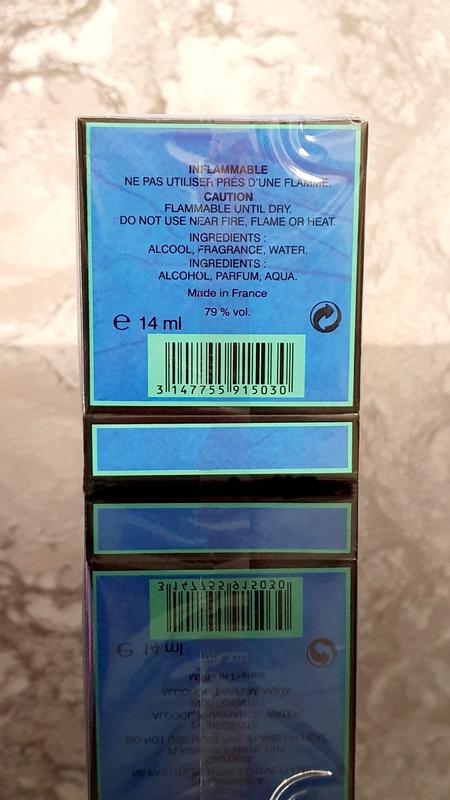 INFLAMMABLE
NE PAS UTILISER PRÉS D'UNE FLAMME.
CAUTION
FLAMMABLE UNTIL DRY.
DO NOT USE NEAR FIRE, FLAME OR HEAT.
INGREDIENTS :
ALCOOL, FRAGRANCE, WATER.
INGREDIENTS :
ALCOHOL, PARFUM, AQUA.
Made in France
79 % vol.
e 14 ml
3 147755 915030